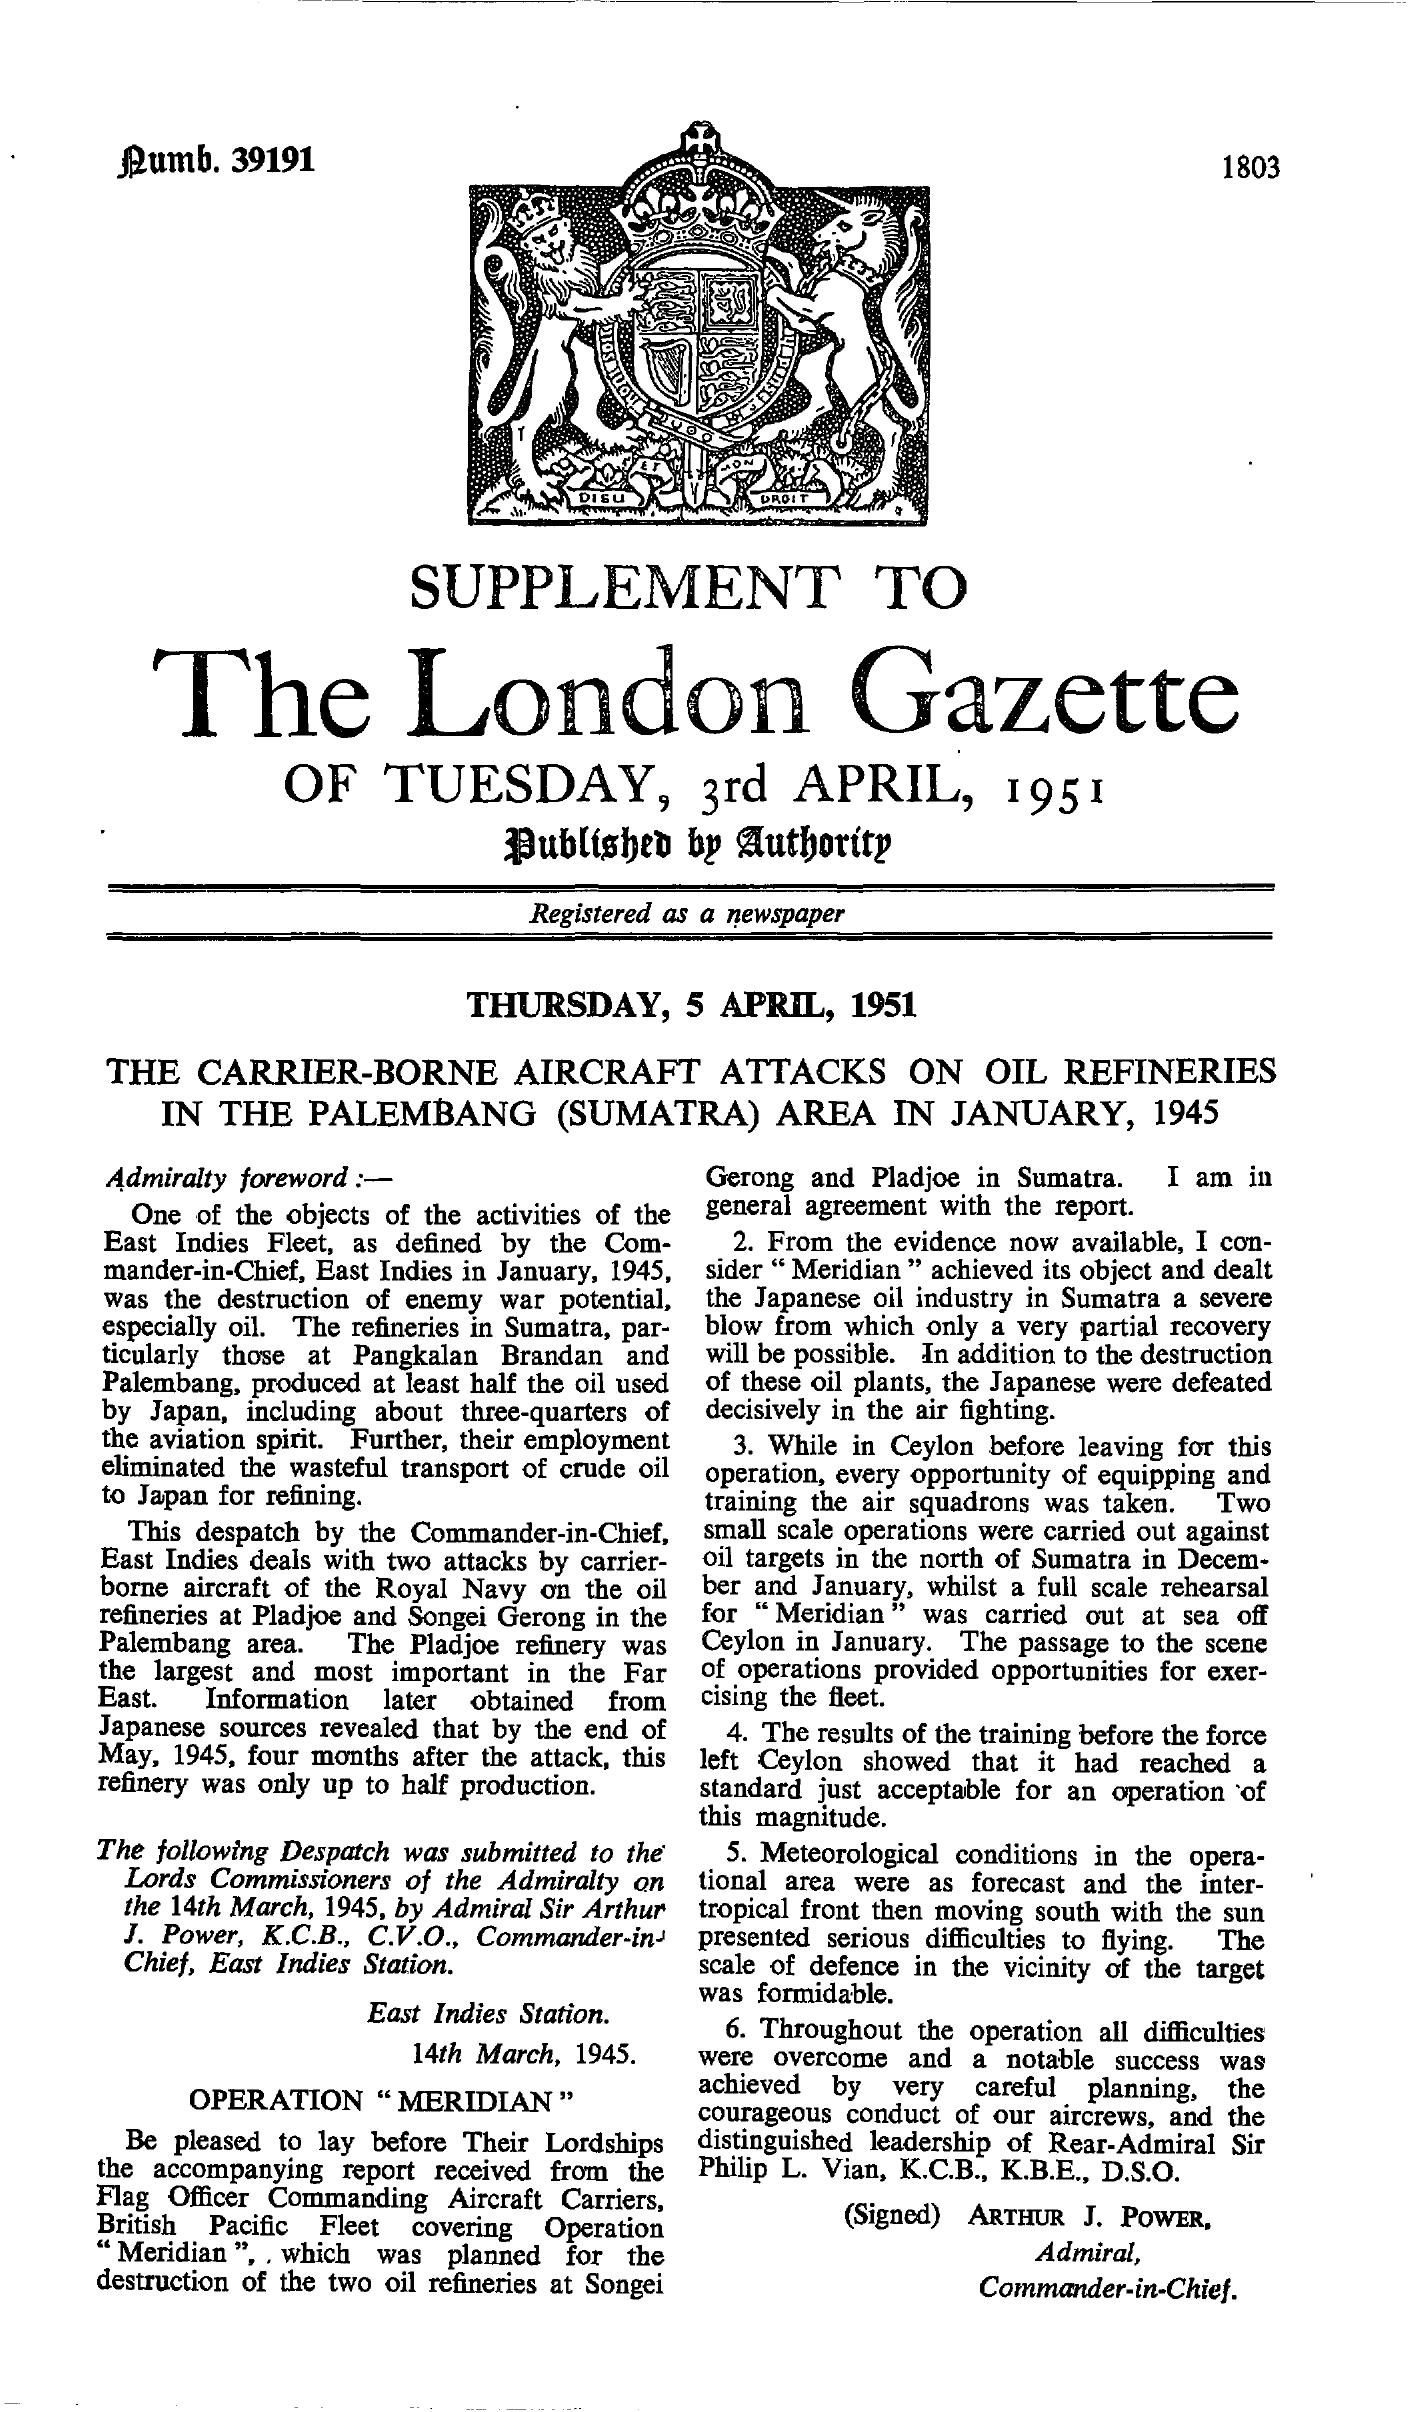 Numb. 39191
1803
DIEU ET MON DROIT
SUPPLEMENT TO
The London Gazette
OF TUESDAY, 3rd APRIL, 1951
Published by Authority
Registered as a newspaper
THURSDAY, 5 APRIL, 1951
THE CARRIER-BORNE AIRCRAFT ATTACKS ON OIL REFINERIES
IN THE PALEMBANG (SUMATRA) AREA IN JANUARY, 1945
Admiralty foreword :—
One of the objects of the activities of the
East Indies Fleet, as defined by the Com-
mander-in-Chief, East Indies in January, 1945,
was the destruction of enemy war potential,
especially oil. The refineries in Sumatra, par-
ticularly those at Pangkalan Brandan and
Palembang, produced at least half the oil used
by Japan, including about three-quarters of
the aviation spirit. Further, their employment
eliminated the wasteful transport of crude oil
to Japan for refining.
This despatch by the Commander-in-Chief,
East Indies deals with two attacks by carrier-
borne aircraft of the Royal Navy on the oil
refineries at Pladjoe and Songei Gerong in the
Palembang area. The Pladjoe refinery was
the largest and most important in the Far
East. Information later obtained from
Japanese sources revealed that by the end of
May, 1945, four months after the attack, this
refinery was only up to half production.
The following Despatch was submitted to the
Lords Commissioners of the Admiralty on
the 14th March, 1945, by Admiral Sir Arthur
J. Power, K.C.B., C.V.O., Commander-in-
Chief, East Indies Station.
East Indies Station.
14th March, 1945.
OPERATION “ MERIDIAN ”
Be pleased to lay before Their Lordships
the accompanying report received from the
Flag Officer Commanding Aircraft Carriers,
British Pacific Fleet covering Operation
“ Meridian ”, which was planned for the
destruction of the two oil refineries at Songei
Gerong and Pladjoe in Sumatra. I am in
general agreement with the report.
2. From the evidence now available, I con-
sider “ Meridian ” achieved its object and dealt
the Japanese oil industry in Sumatra a severe
blow from which only a very partial recovery
will be possible. In addition to the destruction
of these oil plants, the Japanese were defeated
decisively in the air fighting.
3. While in Ceylon before leaving for this
operation, every opportunity of equipping and
training the air squadrons was taken. Two
small scale operations were carried out against
oil targets in the north of Sumatra in Decem-
ber and January, whilst a full scale rehearsal
for “ Meridian ” was carried out at sea off
Ceylon in January. The passage to the scene
of operations provided opportunities for exer-
cising the fleet.
4. The results of the training before the force
left Ceylon showed that it had reached a
standard just acceptable for an operation of
this magnitude.
5. Meteorological conditions in the opera-
tional area were as forecast and the inter-
tropical front then moving south with the sun
presented serious difficulties to flying. The
scale of defence in the vicinity of the target
was formidable.
6. Throughout the operation all difficulties
were overcome and a notable success was
achieved by very careful planning, the
courageous conduct of our aircrews, and the
distinguished leadership of Rear-Admiral Sir
Philip L. Vian, K.C.B., K.B.E., D.S.O.
(Signed) ARTHUR J. POWER,
Admiral,
Commander-in-Chief.